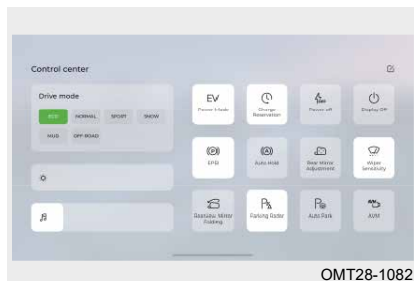 Control center
Drive mode
ECO NORMAL SPORT SNOW
MUD OFF-ROAD
EV
Power Mode
Charge
Reservation
Power off
Display Off
EPB
Auto Hold
Rear Mirror
Adjustment
Wiper
Sensitivity
Rearview Mirror
Folding
Parking Radar
Auto Park
AVM
OMT28-1082